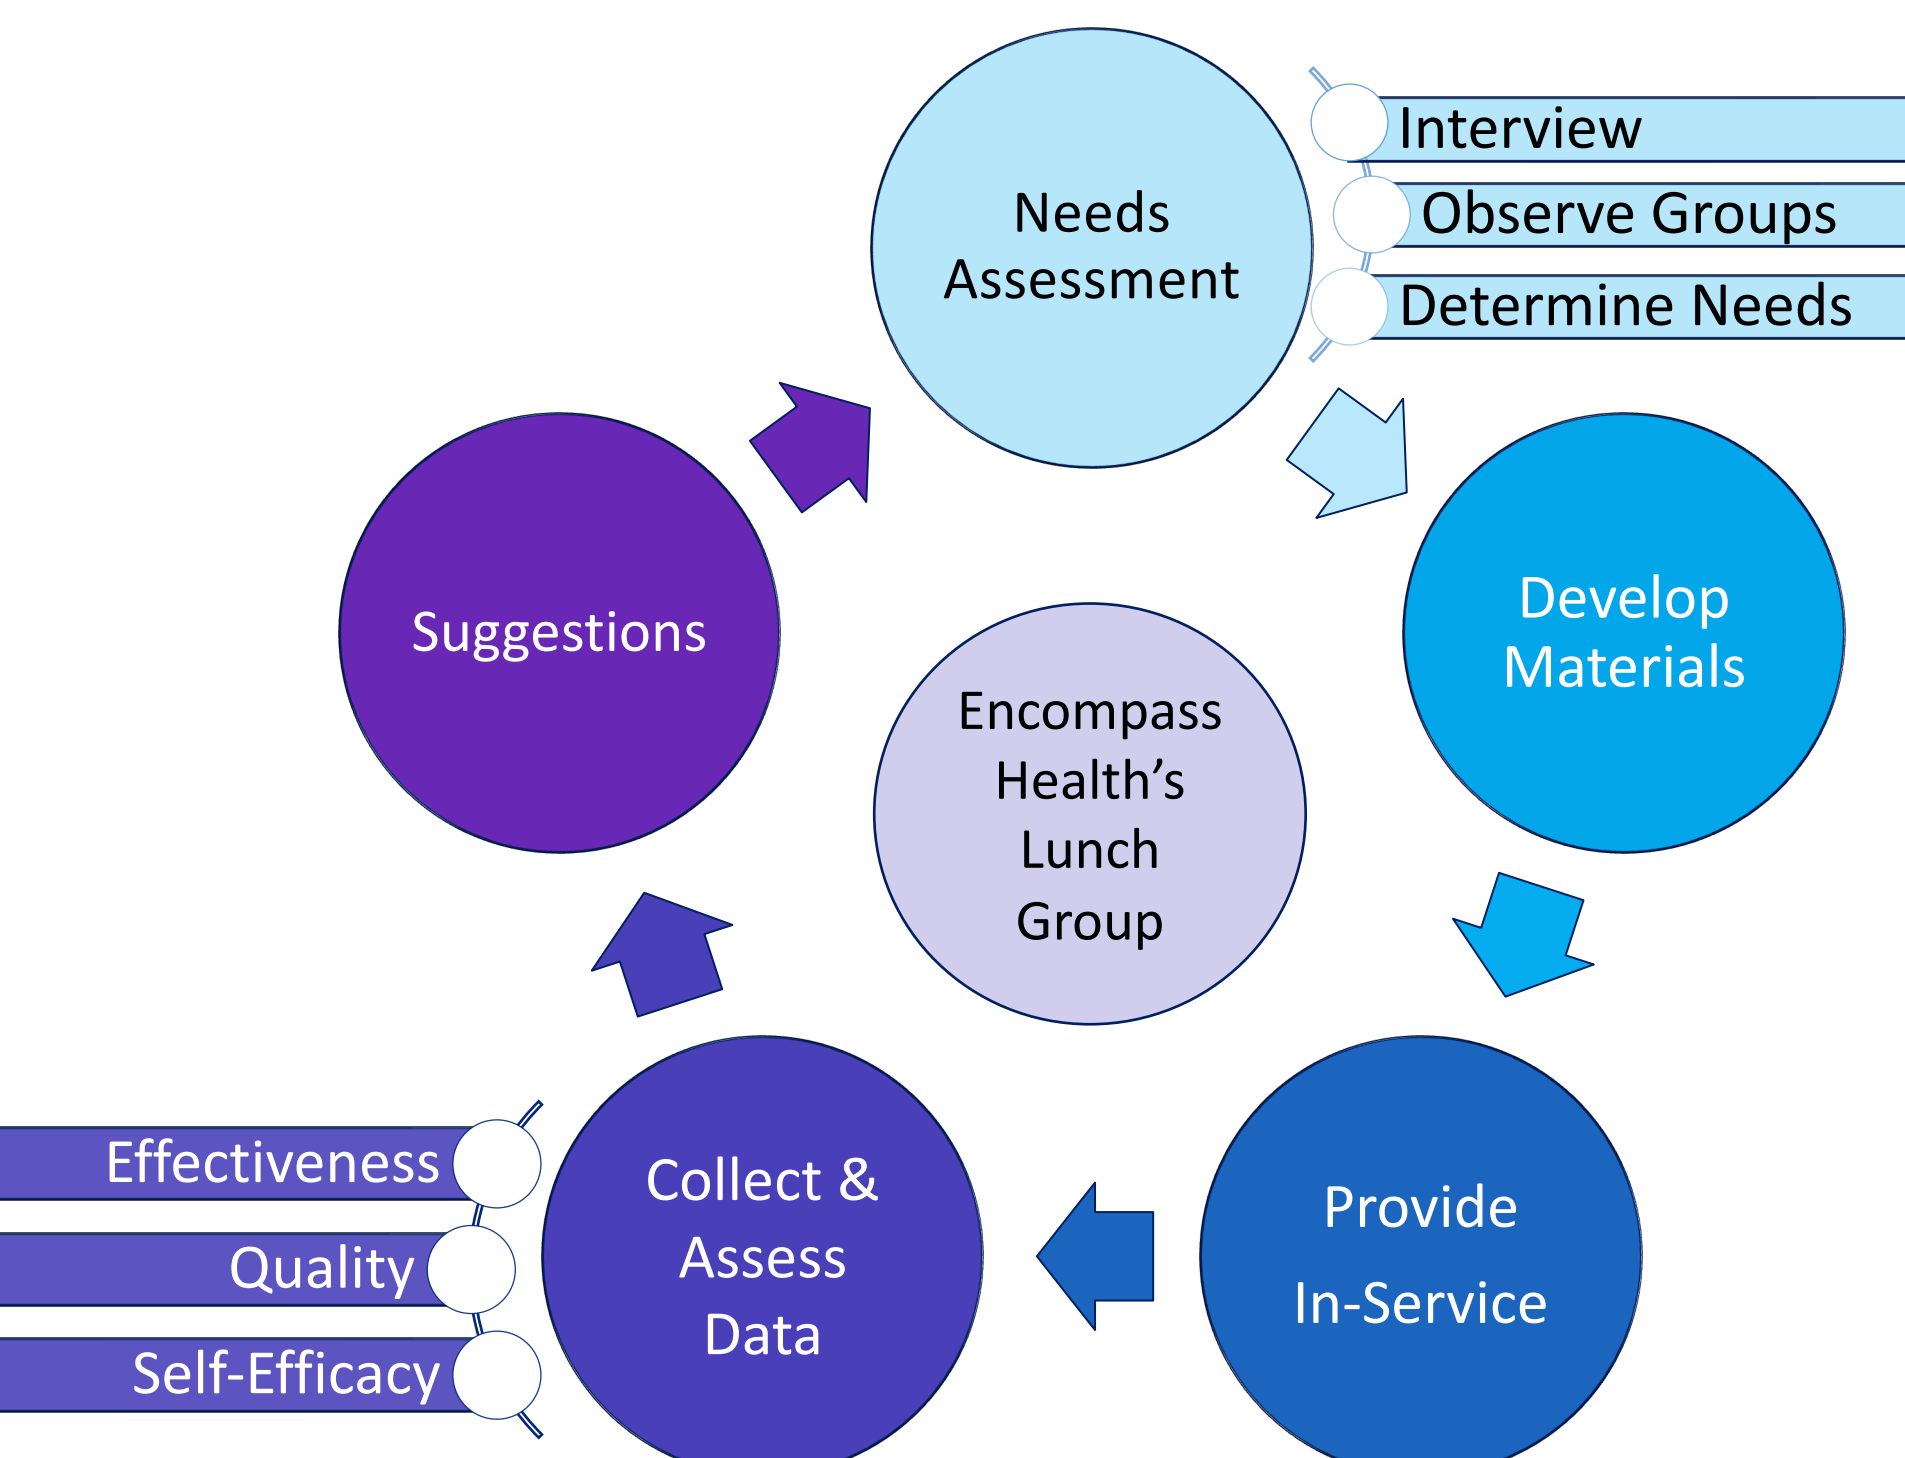 Needs
Assessment
Interview
Observe Groups
Determine Needs
Develop
Materials
Provide
In-Service
Collect &
Assess
Data
Effectiveness
Quality
Self-Efficacy
Suggestions
Encompass
Health’s
Lunch
Group